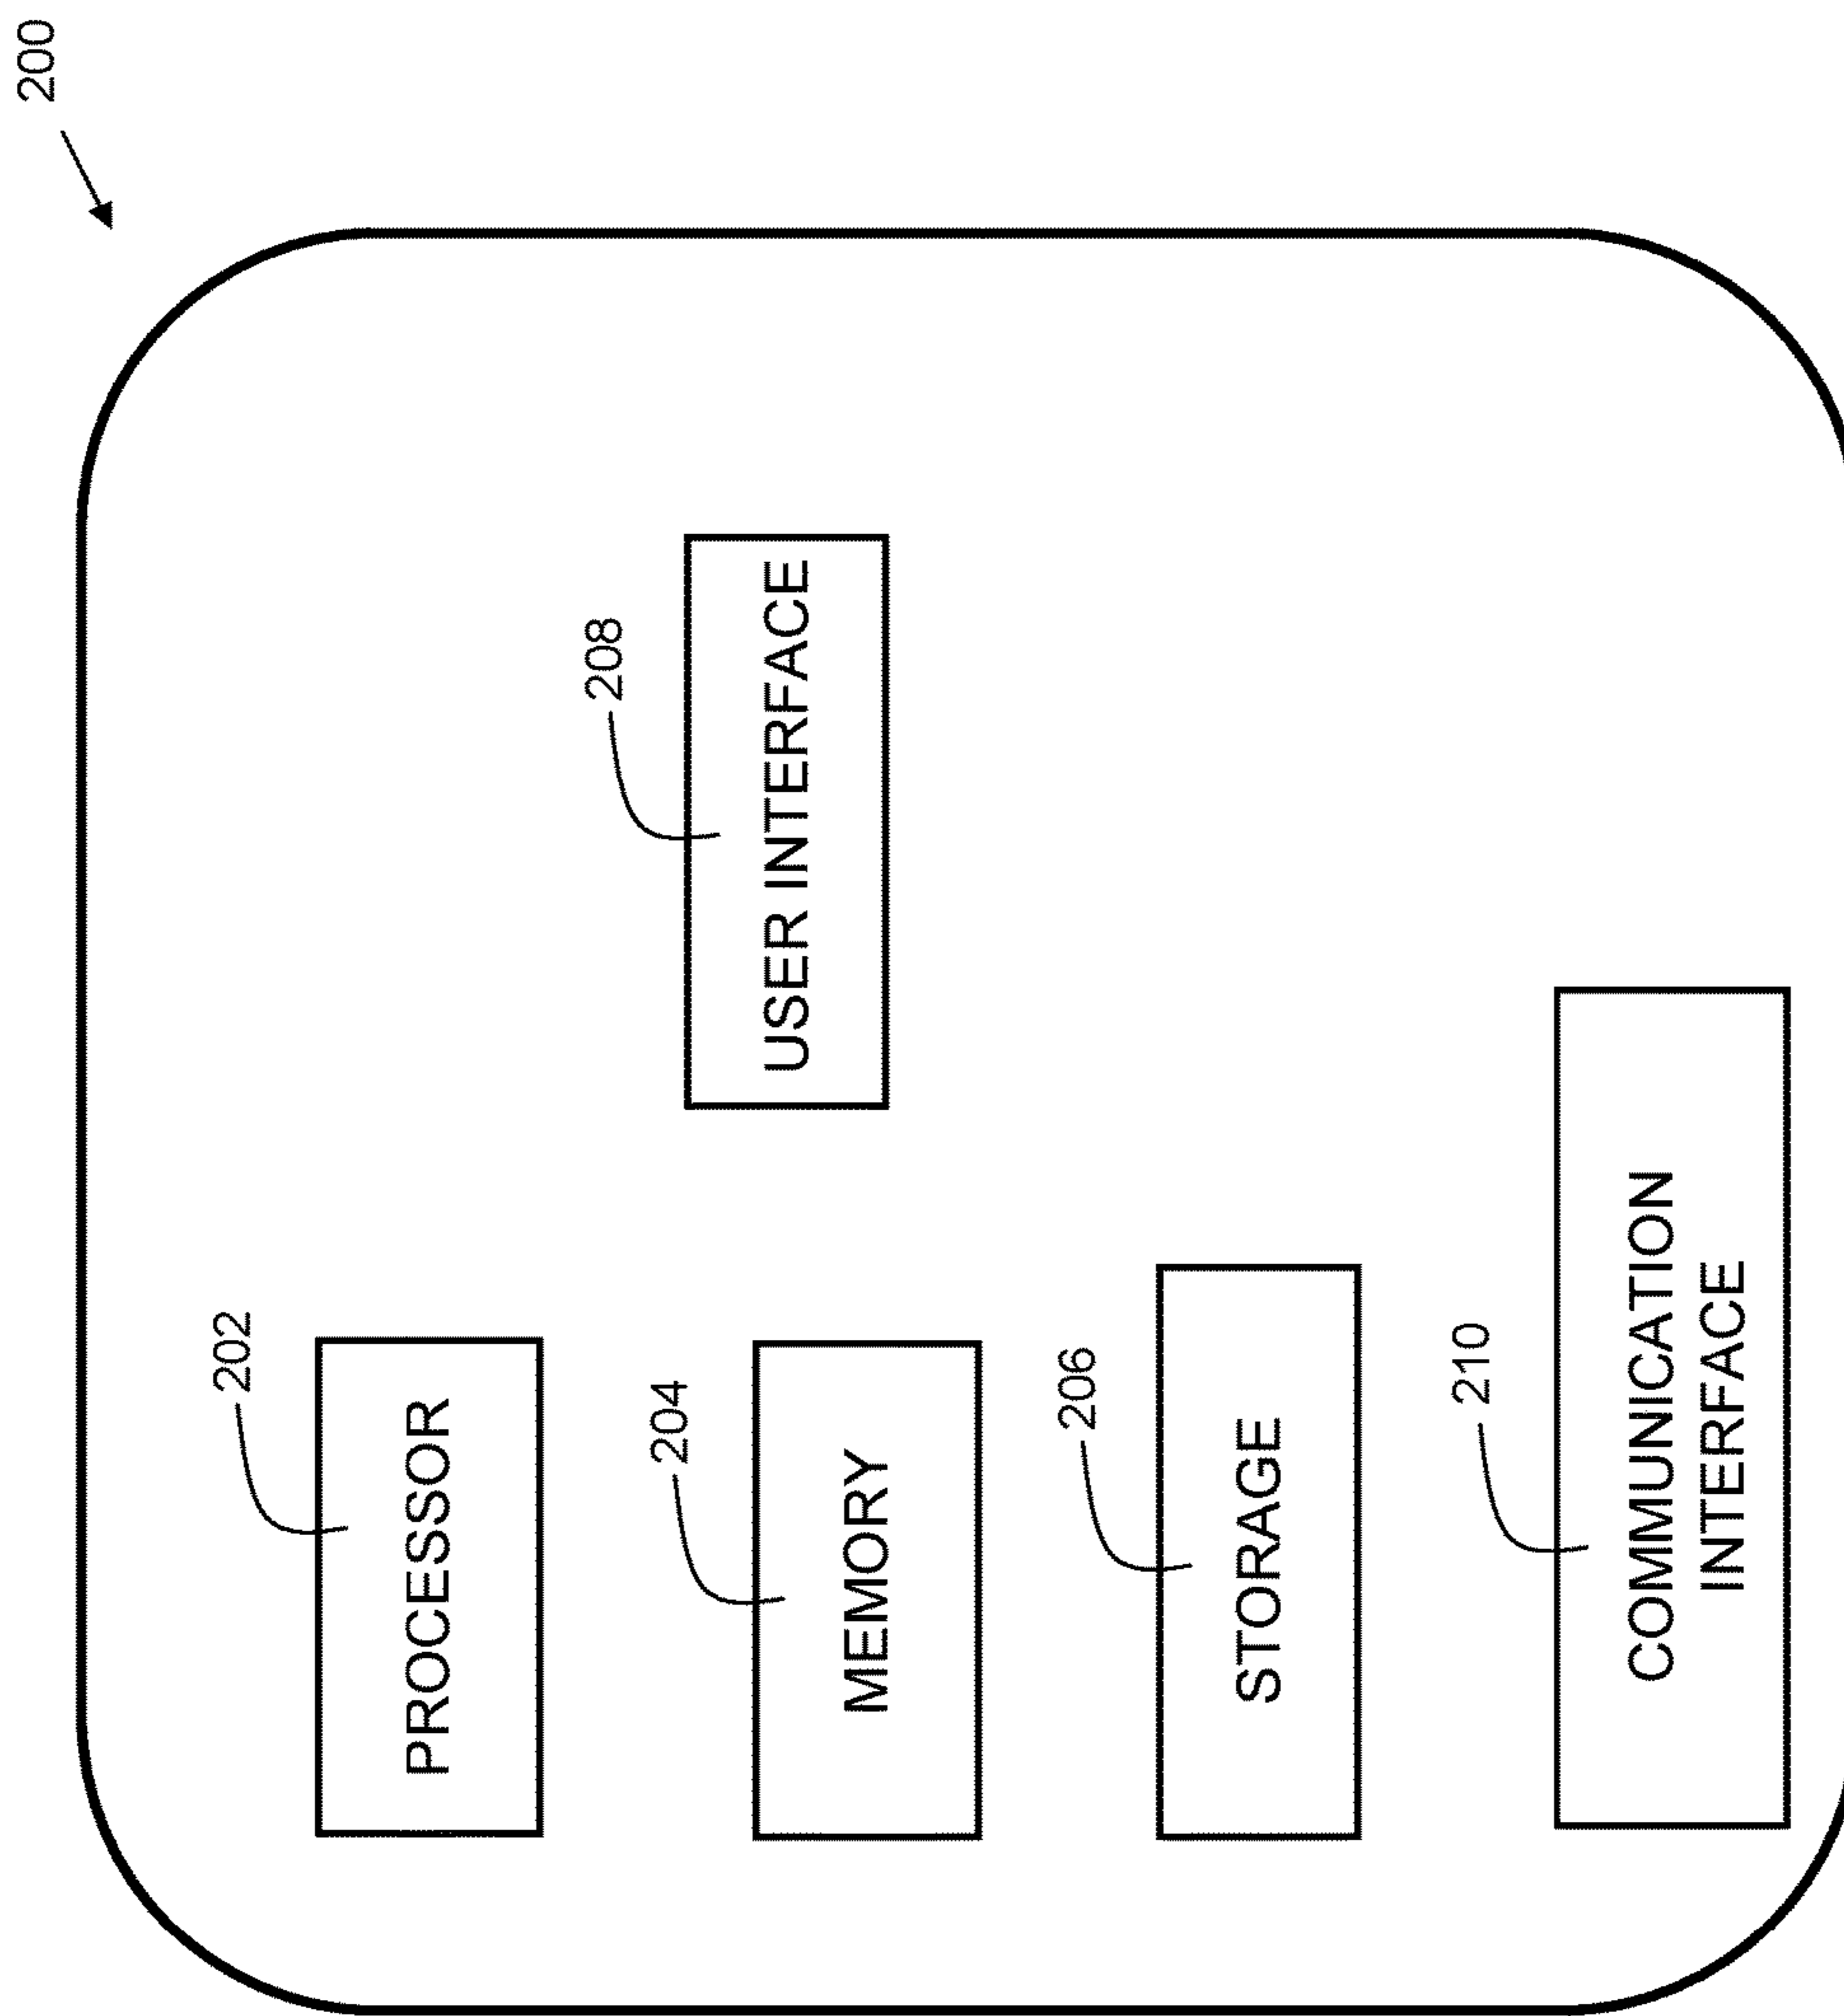 200
202
PROCESSOR
208
USER INTERFACE
204
MEMORY
206
STORAGE
210
COMMUNICATION
INTERFACE